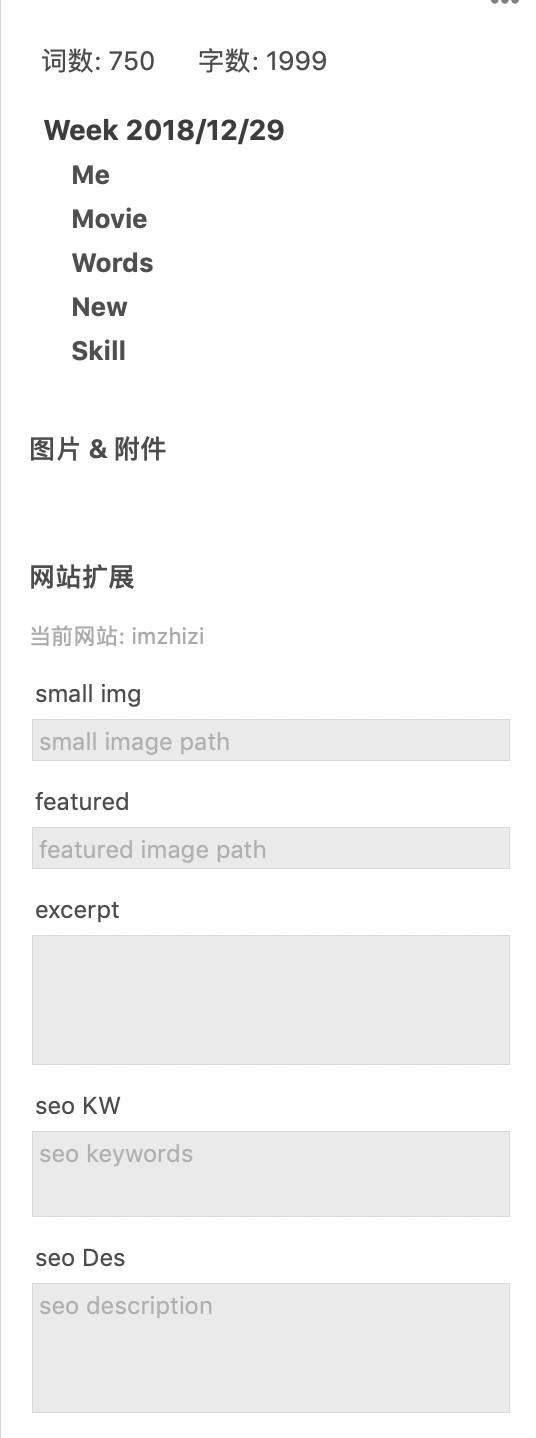 词数: 750 字数: 1999
Week 2018/12/29
Me
Movie
Words
New
Skill
图片 & 附件
网站扩展
当前网站: imzhizi
small img
small image path
featured
featured image path
excerpt
seo KW
seo keywords
seo Des
seo description